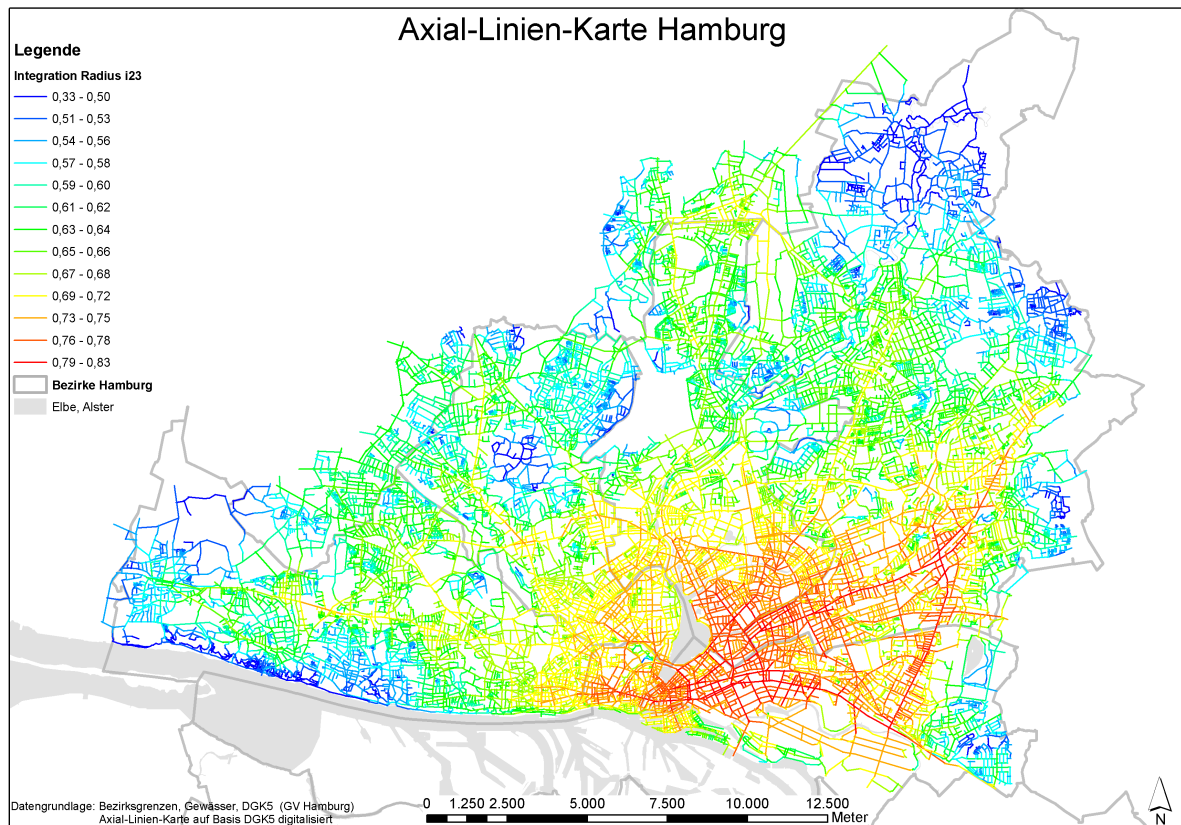 Axial-Linien-Karte Hamburg
Legende
Integration Radius i23
0,33 - 0,50
0,51 - 0,53
0,54 - 0,56
0,57 - 0,58
0,59 - 0,60
0,61 - 0,62
0,63 - 0,64
0,65 - 0,66
0,67 - 0,68
0,69 - 0,72
0,73 - 0,75
0,76 - 0,78
0,79 - 0,83
Bezirke Hamburg
Elbe, Alster
Datengrundlage: Bezirksgrenzen, Gewässer, DGK5 (GV Hamburg)
Axial-Linien-Karte auf Basis DGK5 digitalisiert
0 1.250 2.500 5.000 7.500 10.000 12.500
Meter
N